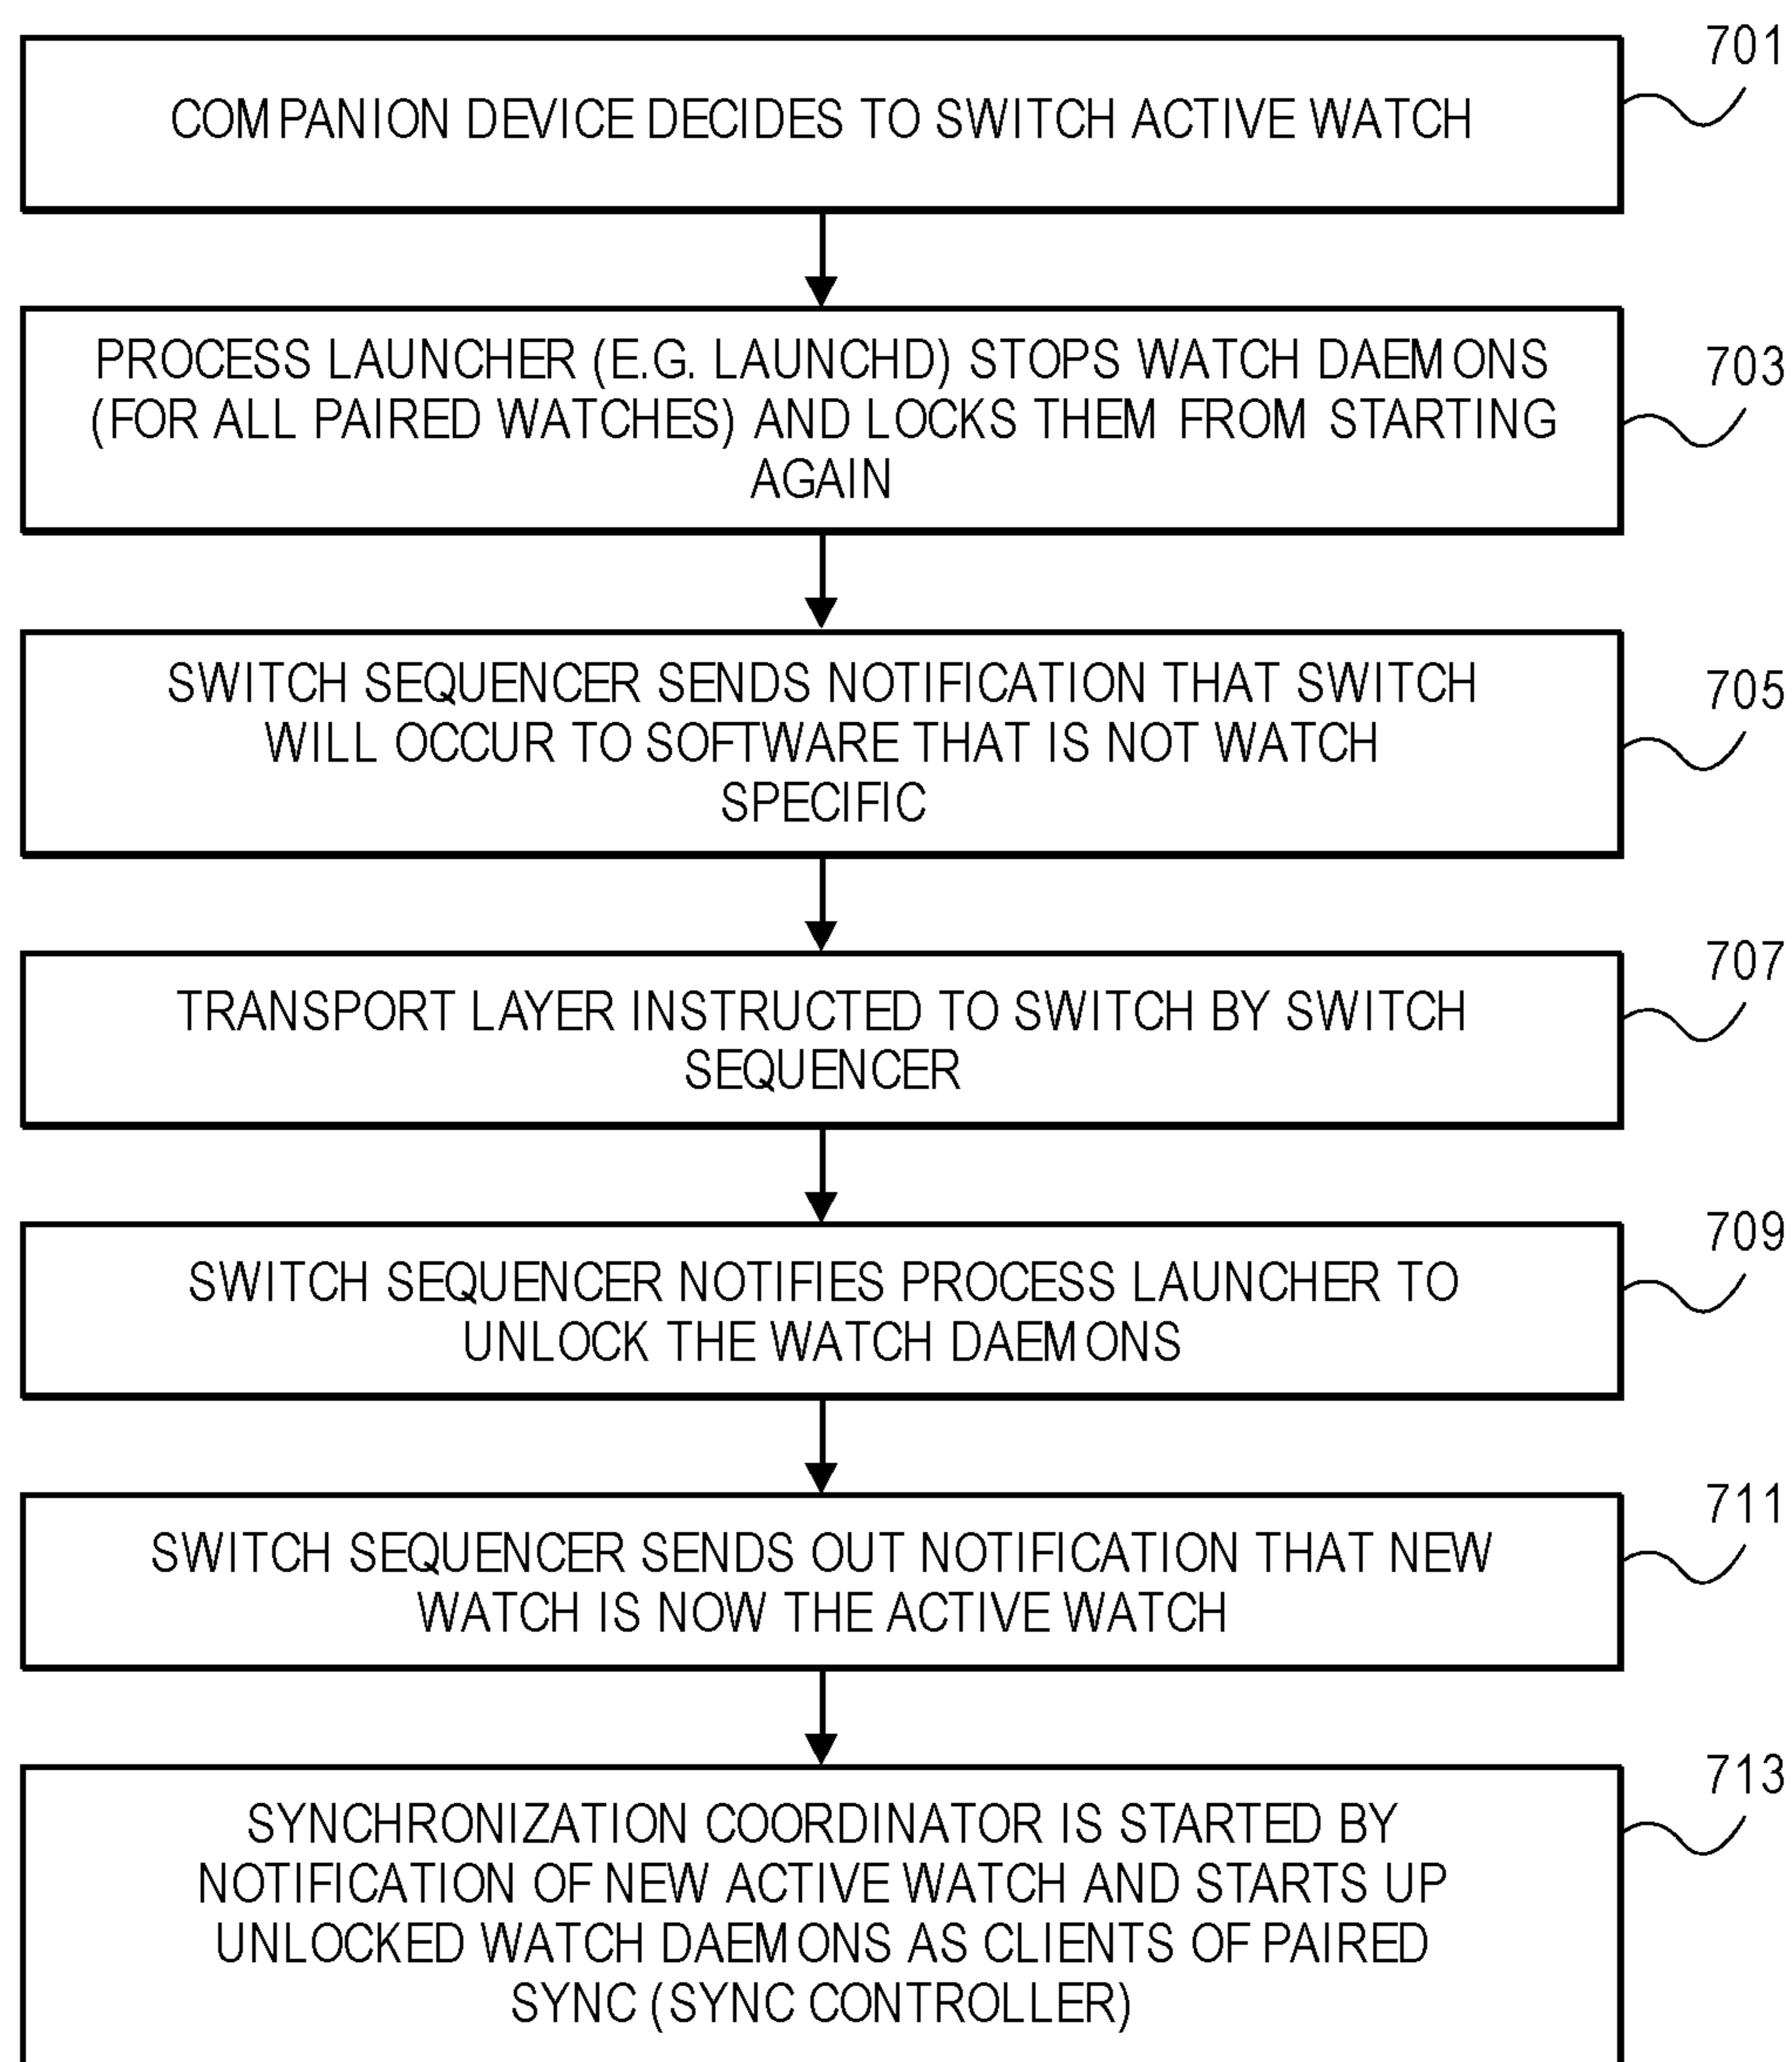 701
COMPANION DEVICE DECIDES TO SWITCH ACTIVE WATCH
703
PROCESS LAUNCHER (E.G. LAUNCHD) STOPS WATCH DAEMONS
(FOR ALL PAIRED WATCHES) AND LOCKS THEM FROM STARTING
AGAIN
705
SWITCH SEQUENCER SENDS NOTIFICATION THAT SWITCH
WILL OCCUR TO SOFTWARE THAT IS NOT WATCH
SPECIFIC
707
TRANSPORT LAYER INSTRUCTED TO SWITCH BY SWITCH
SEQUENCER
709
SWITCH SEQUENCER NOTIFIES PROCESS LAUNCHER TO
UNLOCK THE WATCH DAEMONS
711
SWITCH SEQUENCER SENDS OUT NOTIFICATION THAT NEW
WATCH IS NOW THE ACTIVE WATCH
713
SYNCHRONIZATION COORDINATOR IS STARTED BY
NOTIFICATION OF NEW ACTIVE WATCH AND STARTS UP
UNLOCKED WATCH DAEMONS AS CLIENTS OF PAIRED
SYNC (SYNC CONTROLLER)